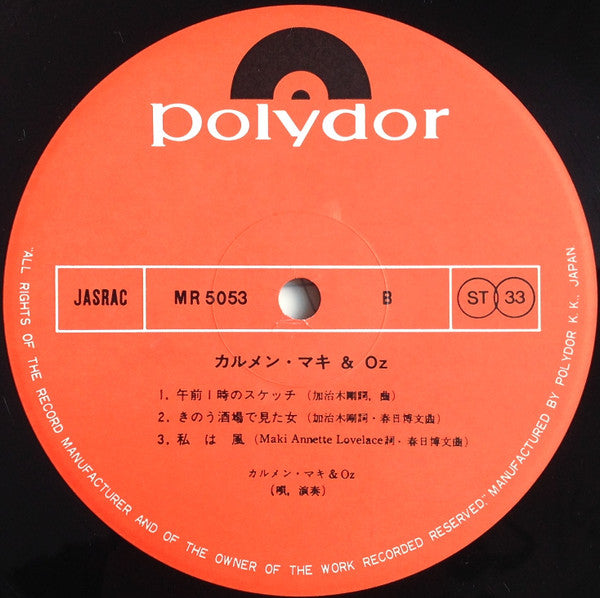 polydor
JASRAC MR 5053 B ST 33
カルメン・マキ & Oz
1. 午前1時のスケッチ (加治木剛詞, 曲)
2. きのう酒場で見た女 (加治木剛詞・春日博文曲)
3. 私は風 (Maki Annette Lovelace詞・春日博文曲)
カルメン・マキ&Oz
(唄, 演奏)
"ALL RIGHTS OF THE RECORD MANUFACTURER AND OF THE OWNER OF THE WORK RECORDED RESERVED." MANUFACTURED BY POLYDOR K. K., JAPAN